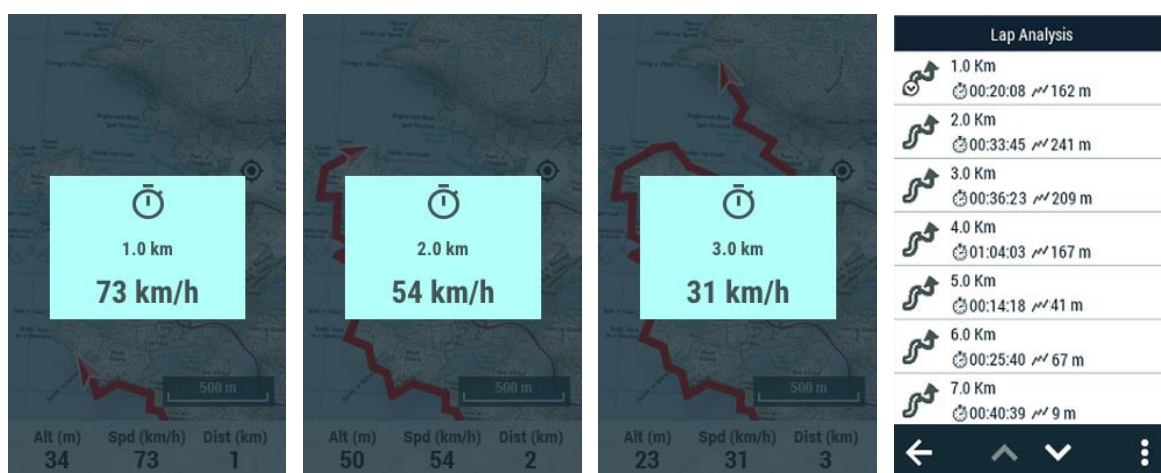 1.0 km
73 km/h
500 m
Alt (m) Spd (km/h) Dist (km)
34 73 1
2.0 km
54 km/h
500 m
Alt (m) Spd (km/h) Dist (km)
50 54 2
3.0 km
31 km/h
500 m
Alt (m) Spd (km/h) Dist (km)
23 31 3
Lap Analysis
1.0 Km
00:20:08 162 m
2.0 Km
00:33:45 241 m
3.0 Km
00:36:23 209 m
4.0 Km
01:04:03 167 m
5.0 Km
00:14:18 41 m
6.0 Km
00:25:40 67 m
7.0 Km
00:40:39 9 m